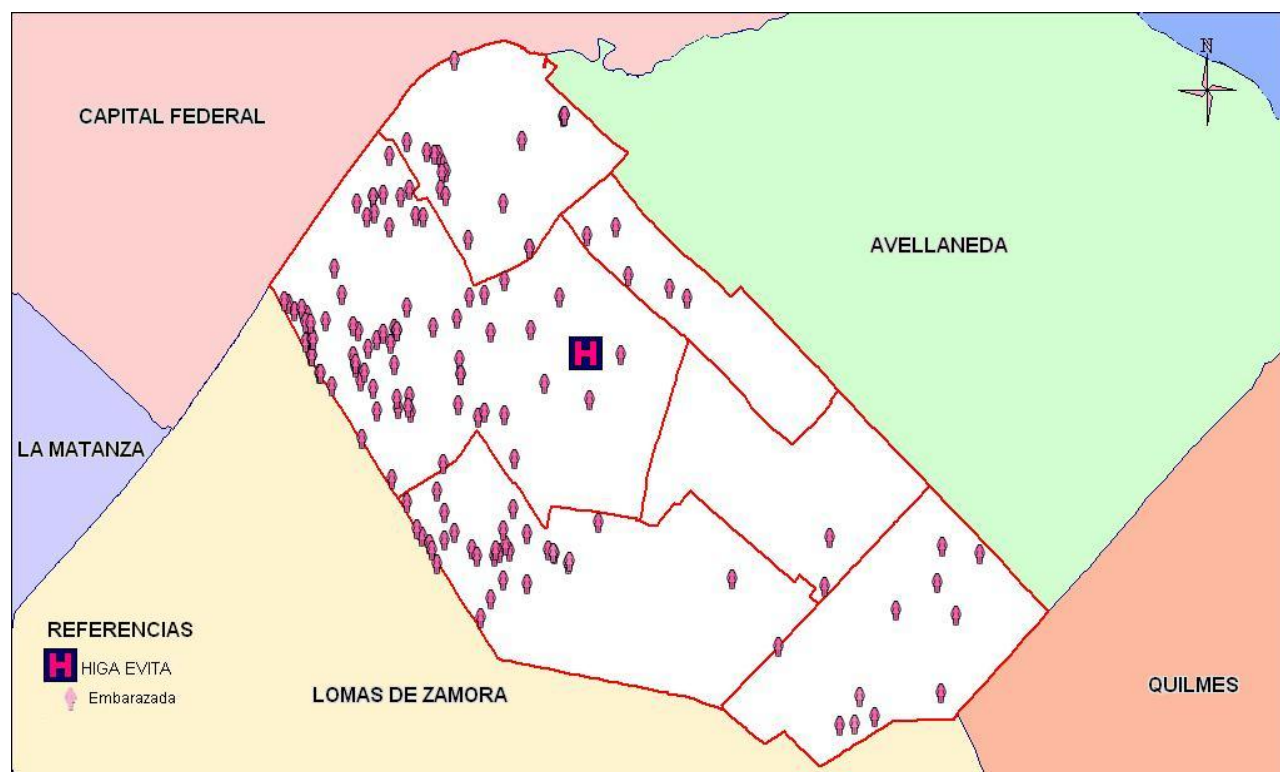 N
CAPITAL FEDERAL
AVELLANEDA
H
LA MATANZA
REFERENCIAS
H HIGA EVITA
Embarazada
LOMAS DE ZAMORA
QUILMES